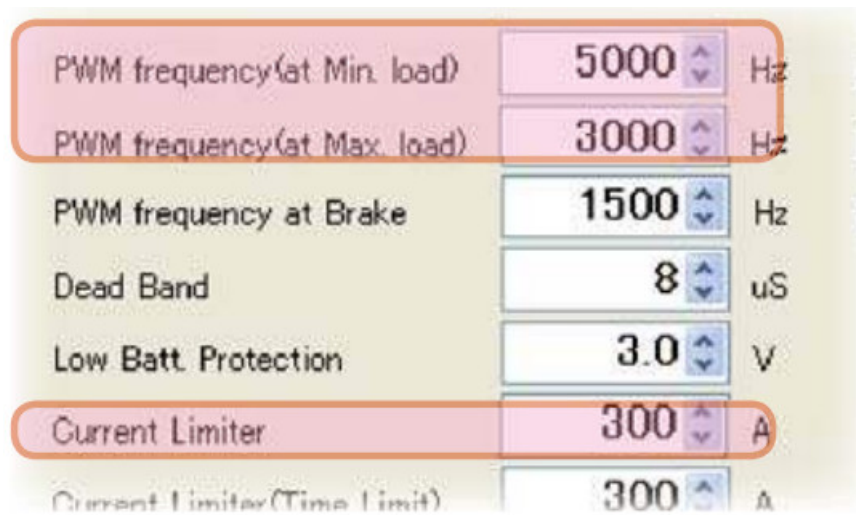 PWM frequency(at Min. load) 5000 Hz
PWM frequency(at Max. load) 3000 Hz
PWM frequency at Brake 1500 Hz
Dead Band 8 uS
Low Batt. Protection 3.0 V
Current Limiter 300 A
Current Limiter(Time Limit) 300 A